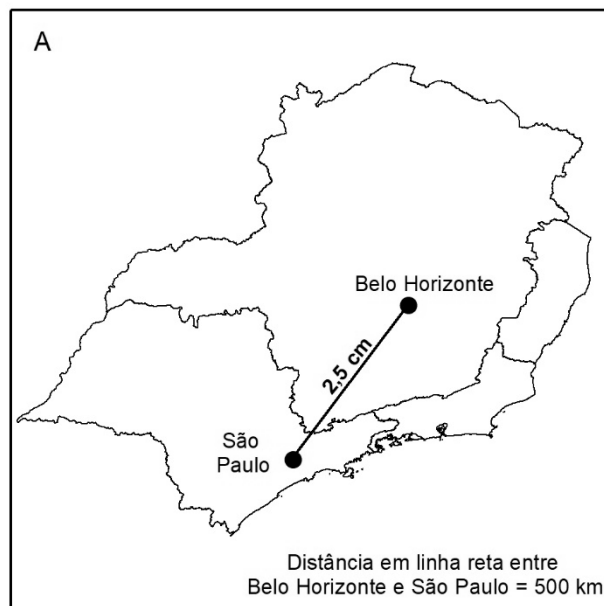 A
Belo Horizonte
2,5 cm
São
Paulo
Distância em linha reta entre
Belo Horizonte e São Paulo = 500 km